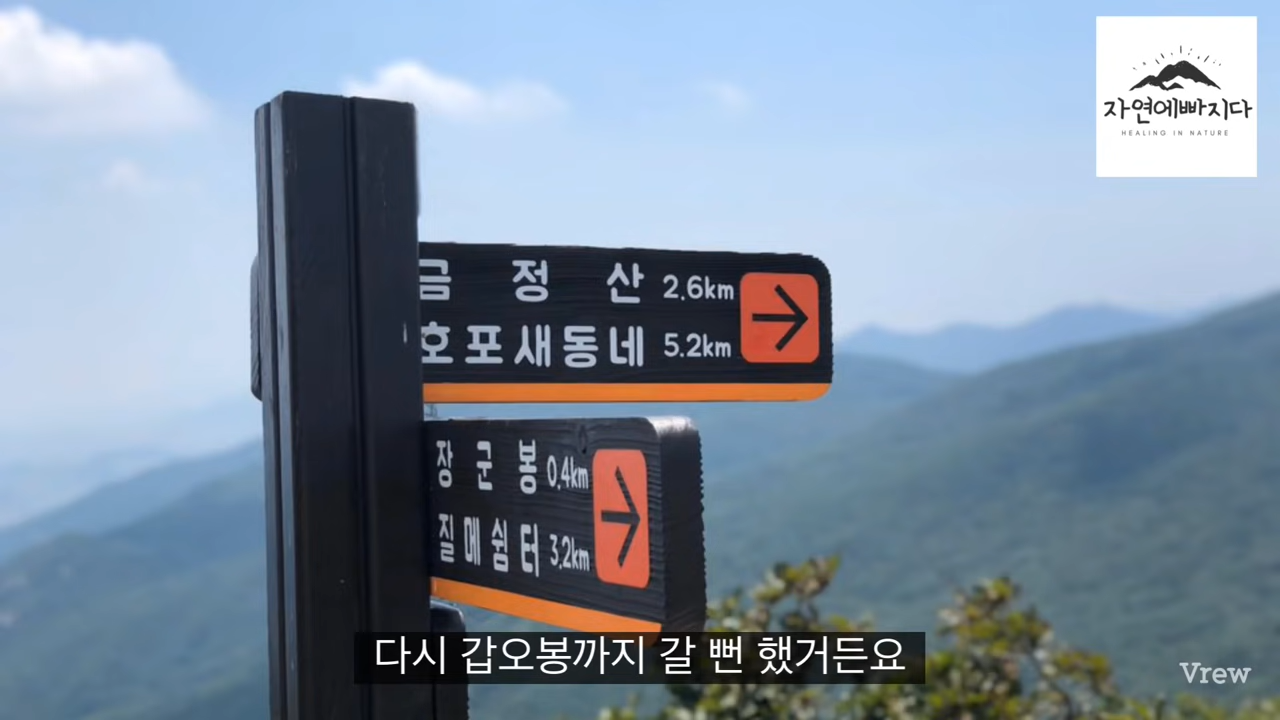 자연에빠지다
HEALING IN NATURE
금정산 2.6km
호포새동네 5.2km
장군봉 0.4km
질메쉼터 3.2km
다시 갑오봉까지 갈 뻔 했거든요
Vrew